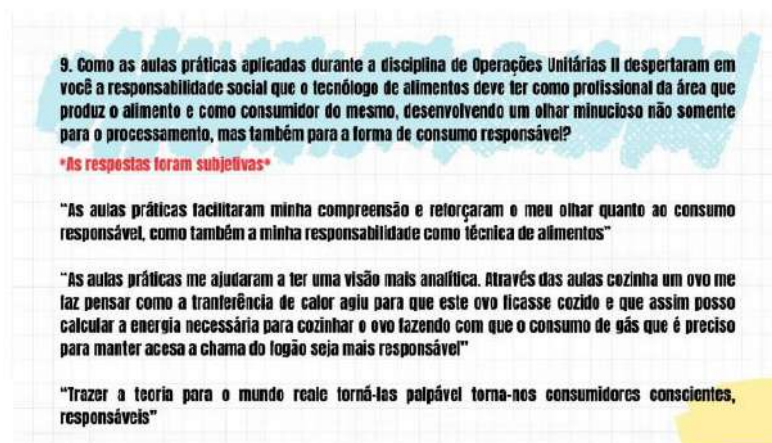 9. Como as aulas práticas aplicadas durante a disciplina de Operações Unitárias II despertaram em
você a responsabilidade social que o tecnólogo de alimentos deve ter como profissional da área que
produz o alimento e como consumidor do mesmo, desenvolvendo um olhar minucioso não somente
para o processamento, mas também para a forma de consumo responsável?
*As respostas foram subjetivas*
“As aulas práticas facilitaram minha compreensão e reforçaram o meu olhar quanto ao consumo
responsável, como também a minha responsabilidade como técnica de alimentos”
“As aulas práticas me ajudaram a ter uma visão mais analítica. Através das aulas cozinha um ovo me
faz pensar como a tranferência de calor agiu para que este ovo ficasse cozido e que assim posso
calcular a energia necessária para cozinhar o ovo fazendo com que o consumo de gás que é preciso
para manter acesa a chama do fogão seja mais responsável”
“Trazer a teoria para o mundo reale torná-las palpável torna-nos consumidores conscientes,
responsáveis”